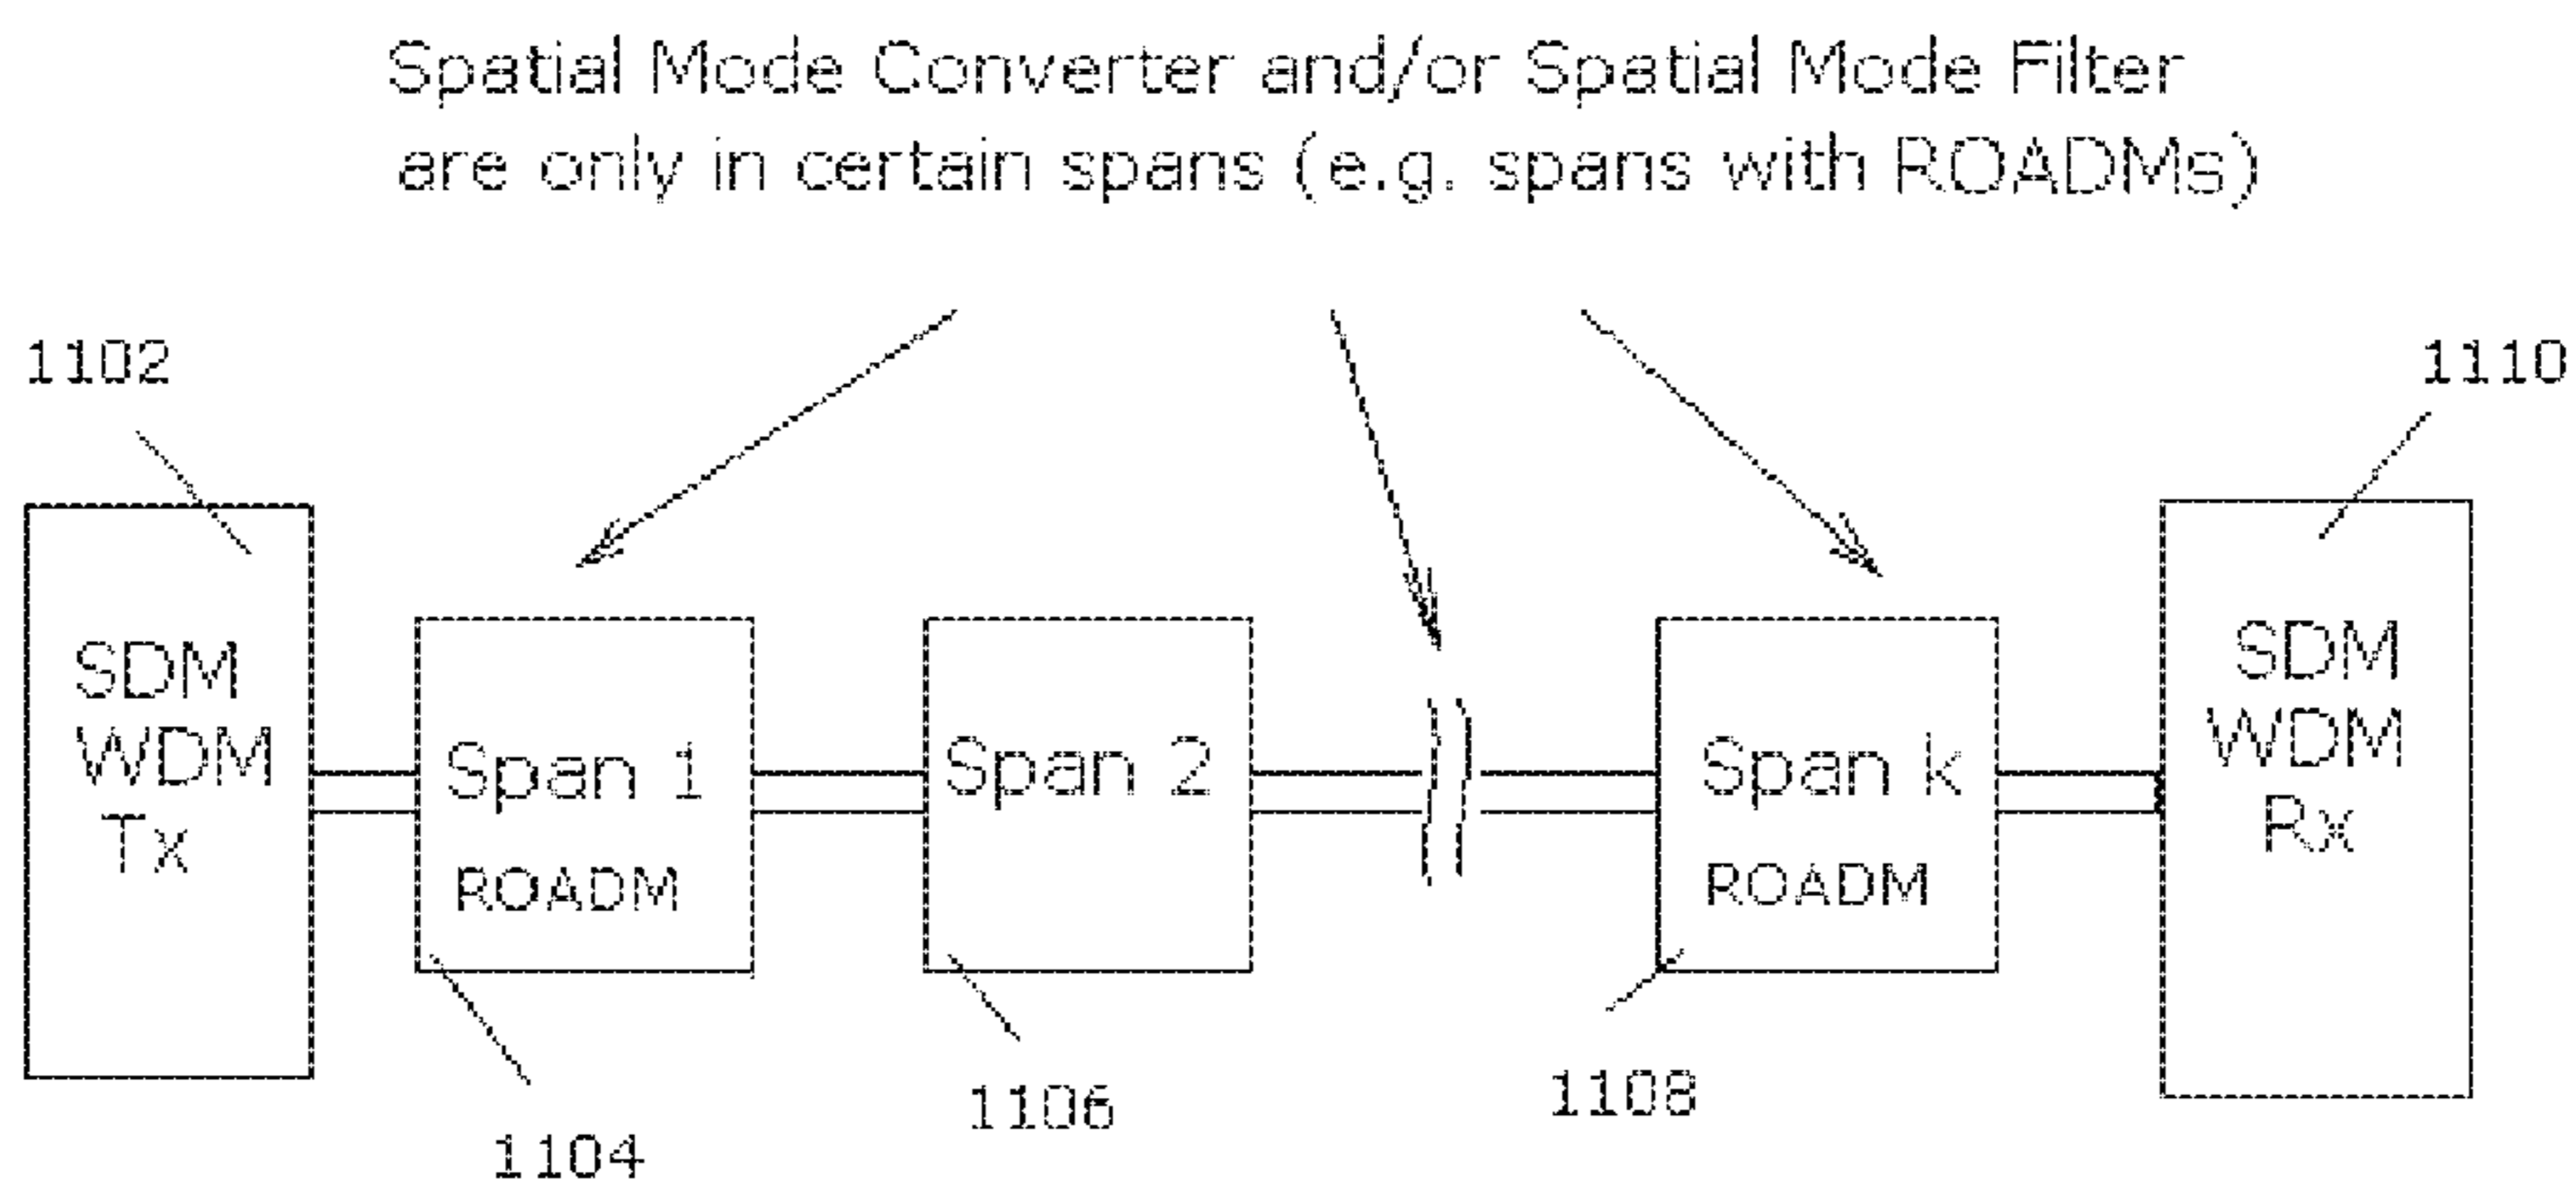 Spatial Mode Converter and/or Spatial Mode Filter
are only in certain spans (e.g. spans with ROADMs)
1102
1110
SDM
WDM
Tx
Span 1
ROADM
Span 2
Span k
ROADM
SDM
WDM
Rx
1104
1106
1108